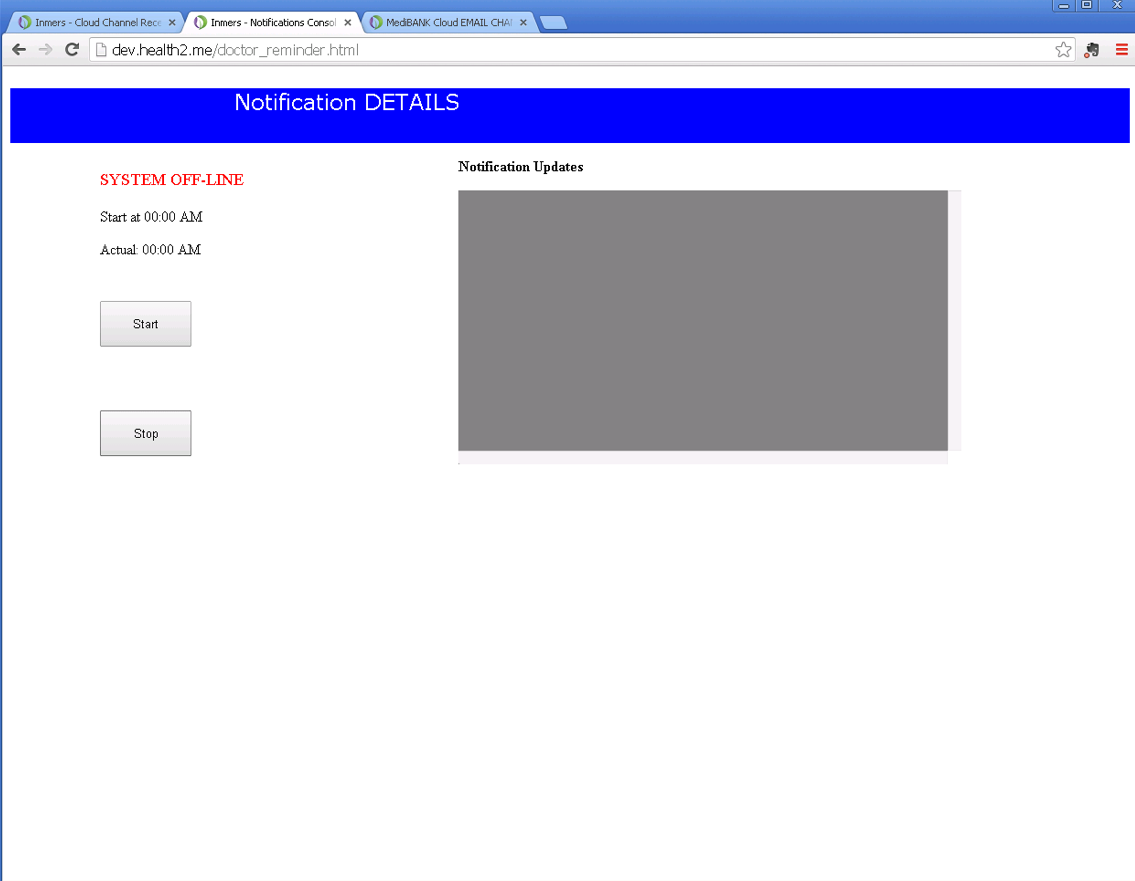 Inmers - Cloud Channel Rece
Inmers - Notifications Consol
MediBANK Cloud EMAIL CHA
dev.health2.me/doctor_reminder.html
Notification DETAILS
SYSTEM OFF-LINE
Start at 00:00 AM
Actual: 00:00 AM
Start
Stop
Notification Updates